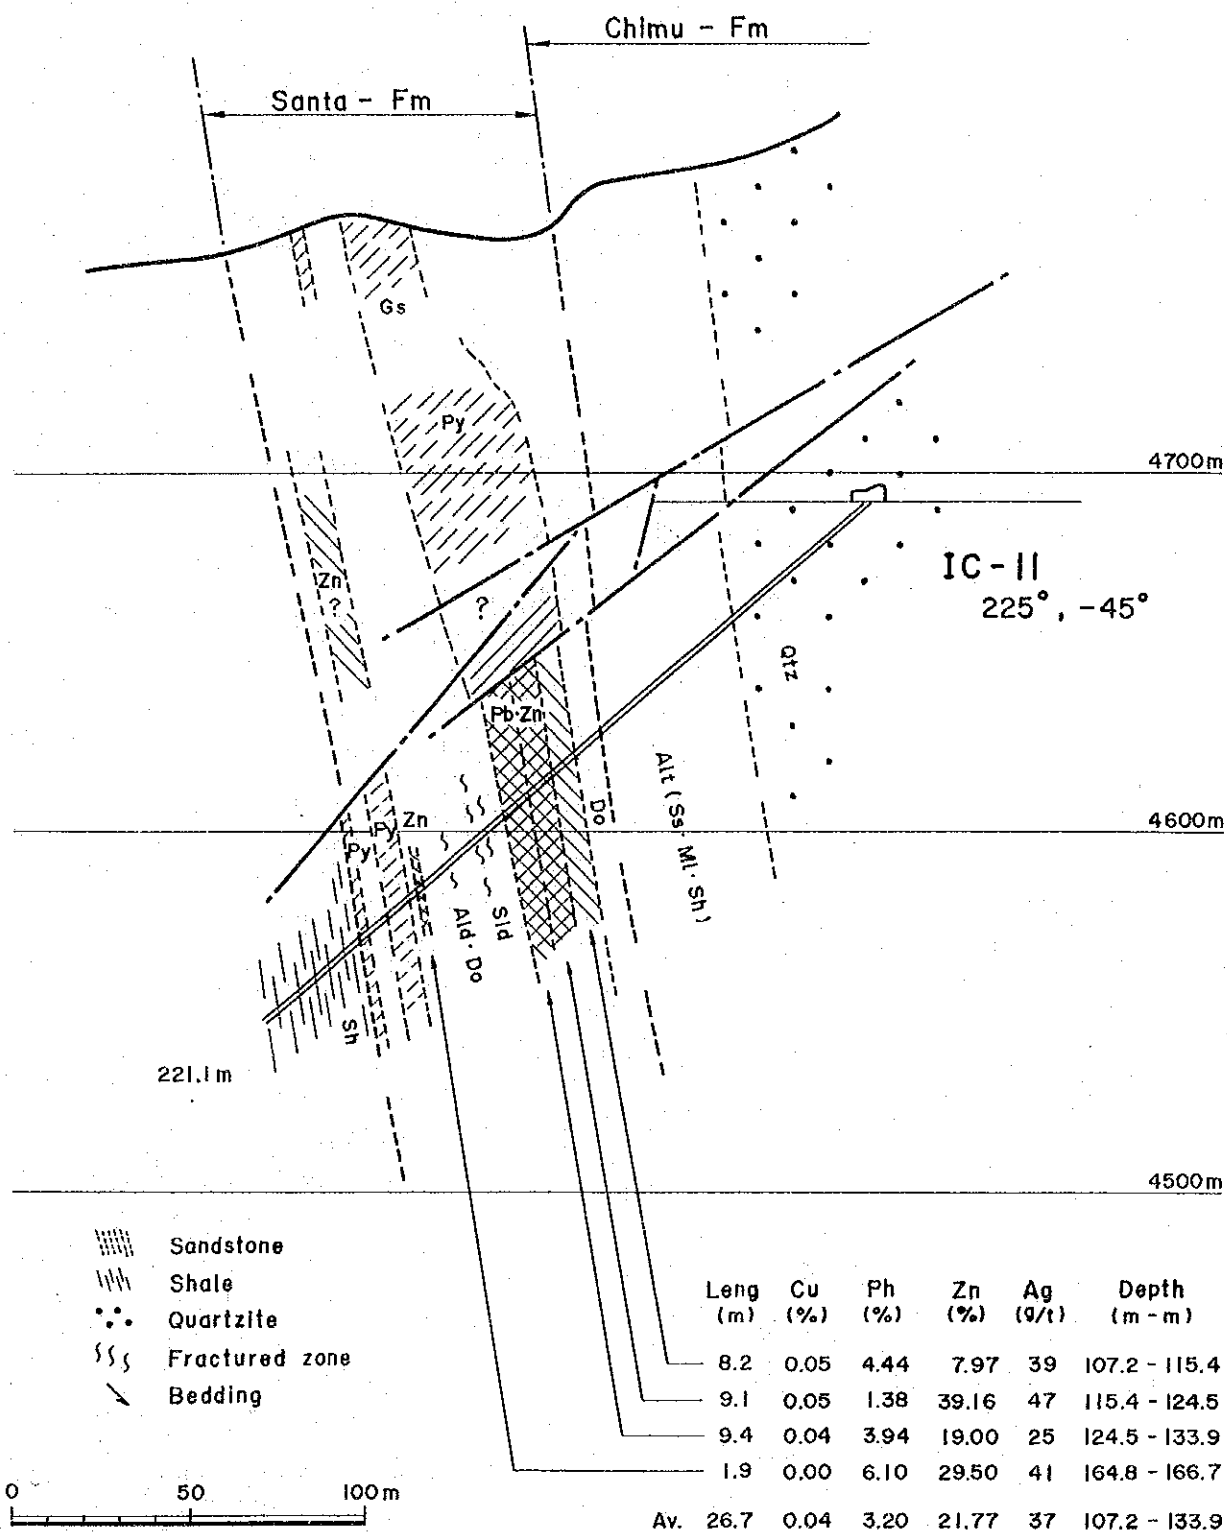 Chimu - Fm
Santa - Fm
Gs
Py
4700m
Zn
?
?
IC-11
225°, -45°
Qtz
Pb·Zn
Alt (Ss·Ml·Sh)
Do
4600m
Py
Zn
Py
Sld
Ald·Do
Sh
221.1m
4500m
Sandstone
Shale
Quartzite
Fractured zone
Bedding
Leng Cu Ph Zn Ag Depth
(m) (%) (%) (%) (g/t) (m-m)
8.2 0.05 4.44 7.97 39 107.2 - 115.4
9.1 0.05 1.38 39.16 47 115.4 - 124.5
9.4 0.04 3.94 19.00 25 124.5 - 133.9
1.9 0.00 6.10 29.50 41 164.8 - 166.7
0 50 100m
Av. 26.7 0.04 3.20 21.77 37 107.2 - 133.9